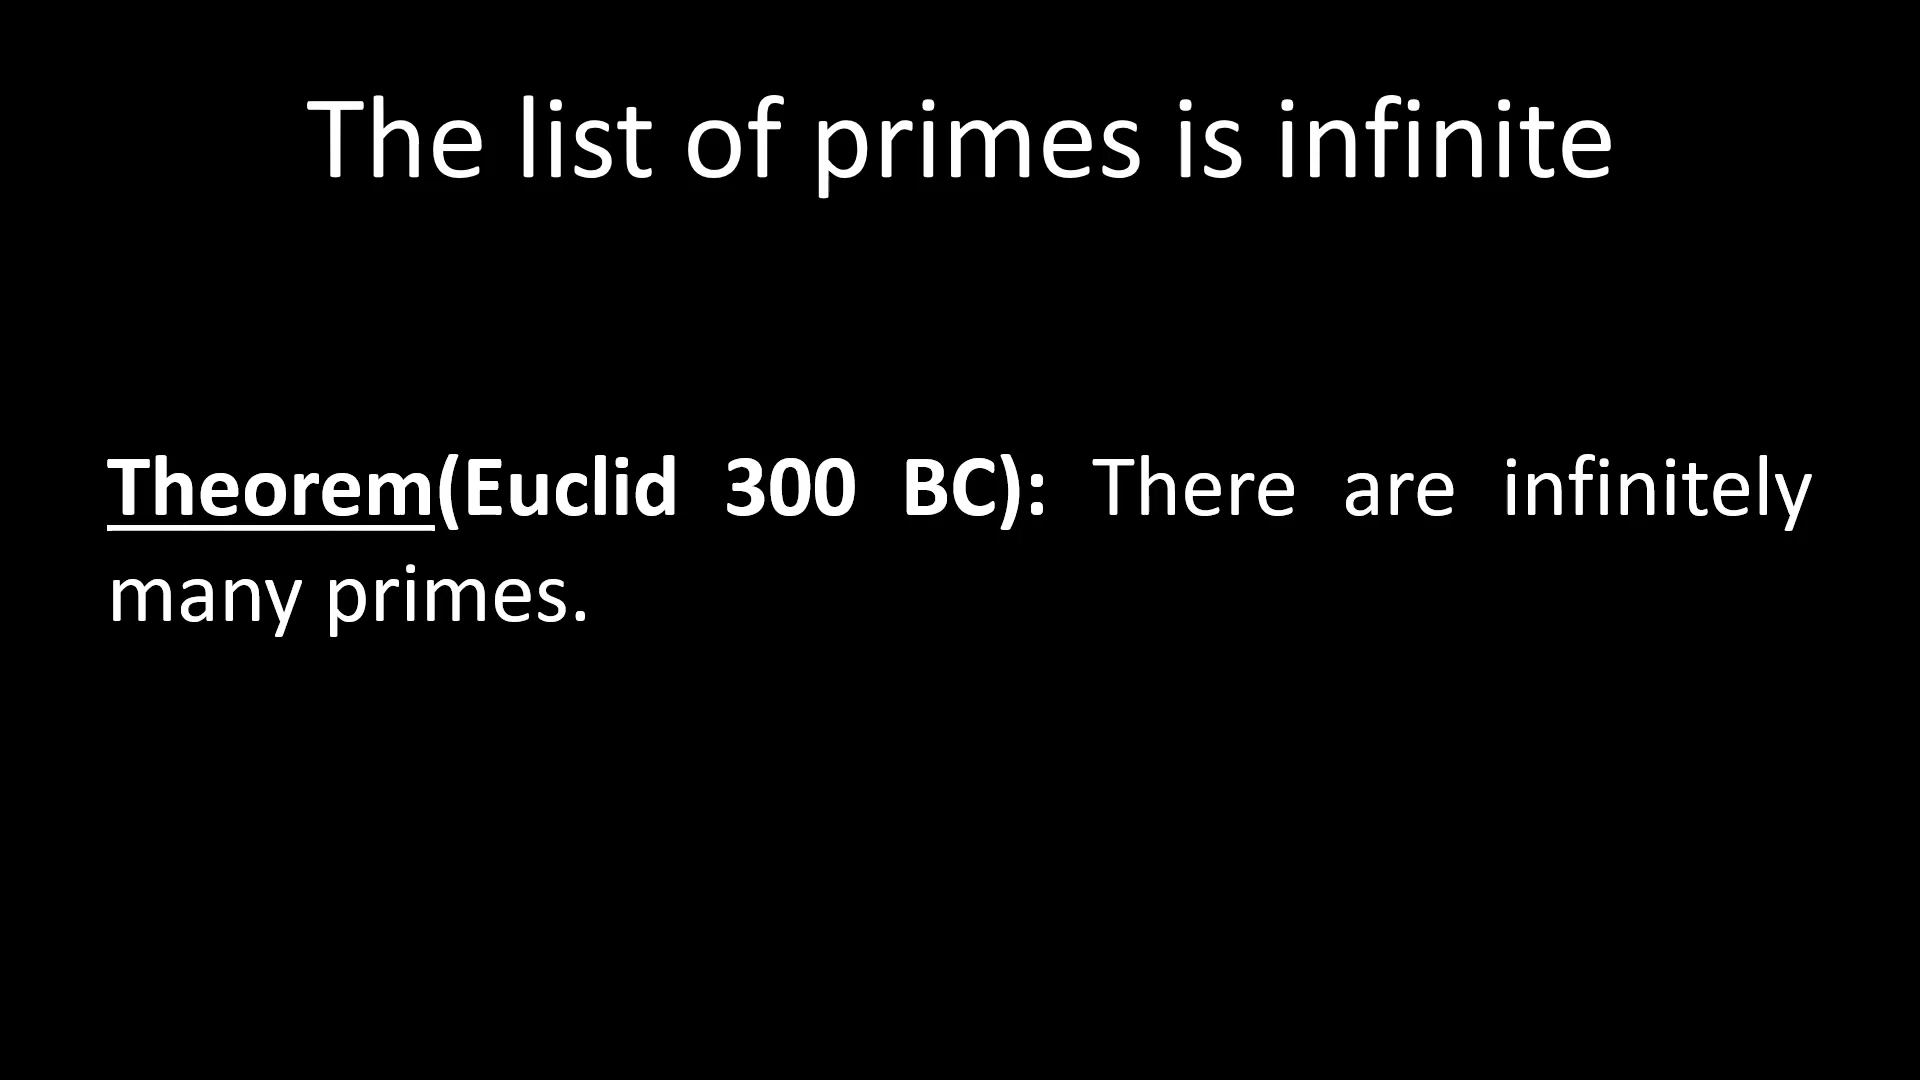 The list of primes is infinite
Theorem(Euclid 300 BC): There are infinitely
many primes.